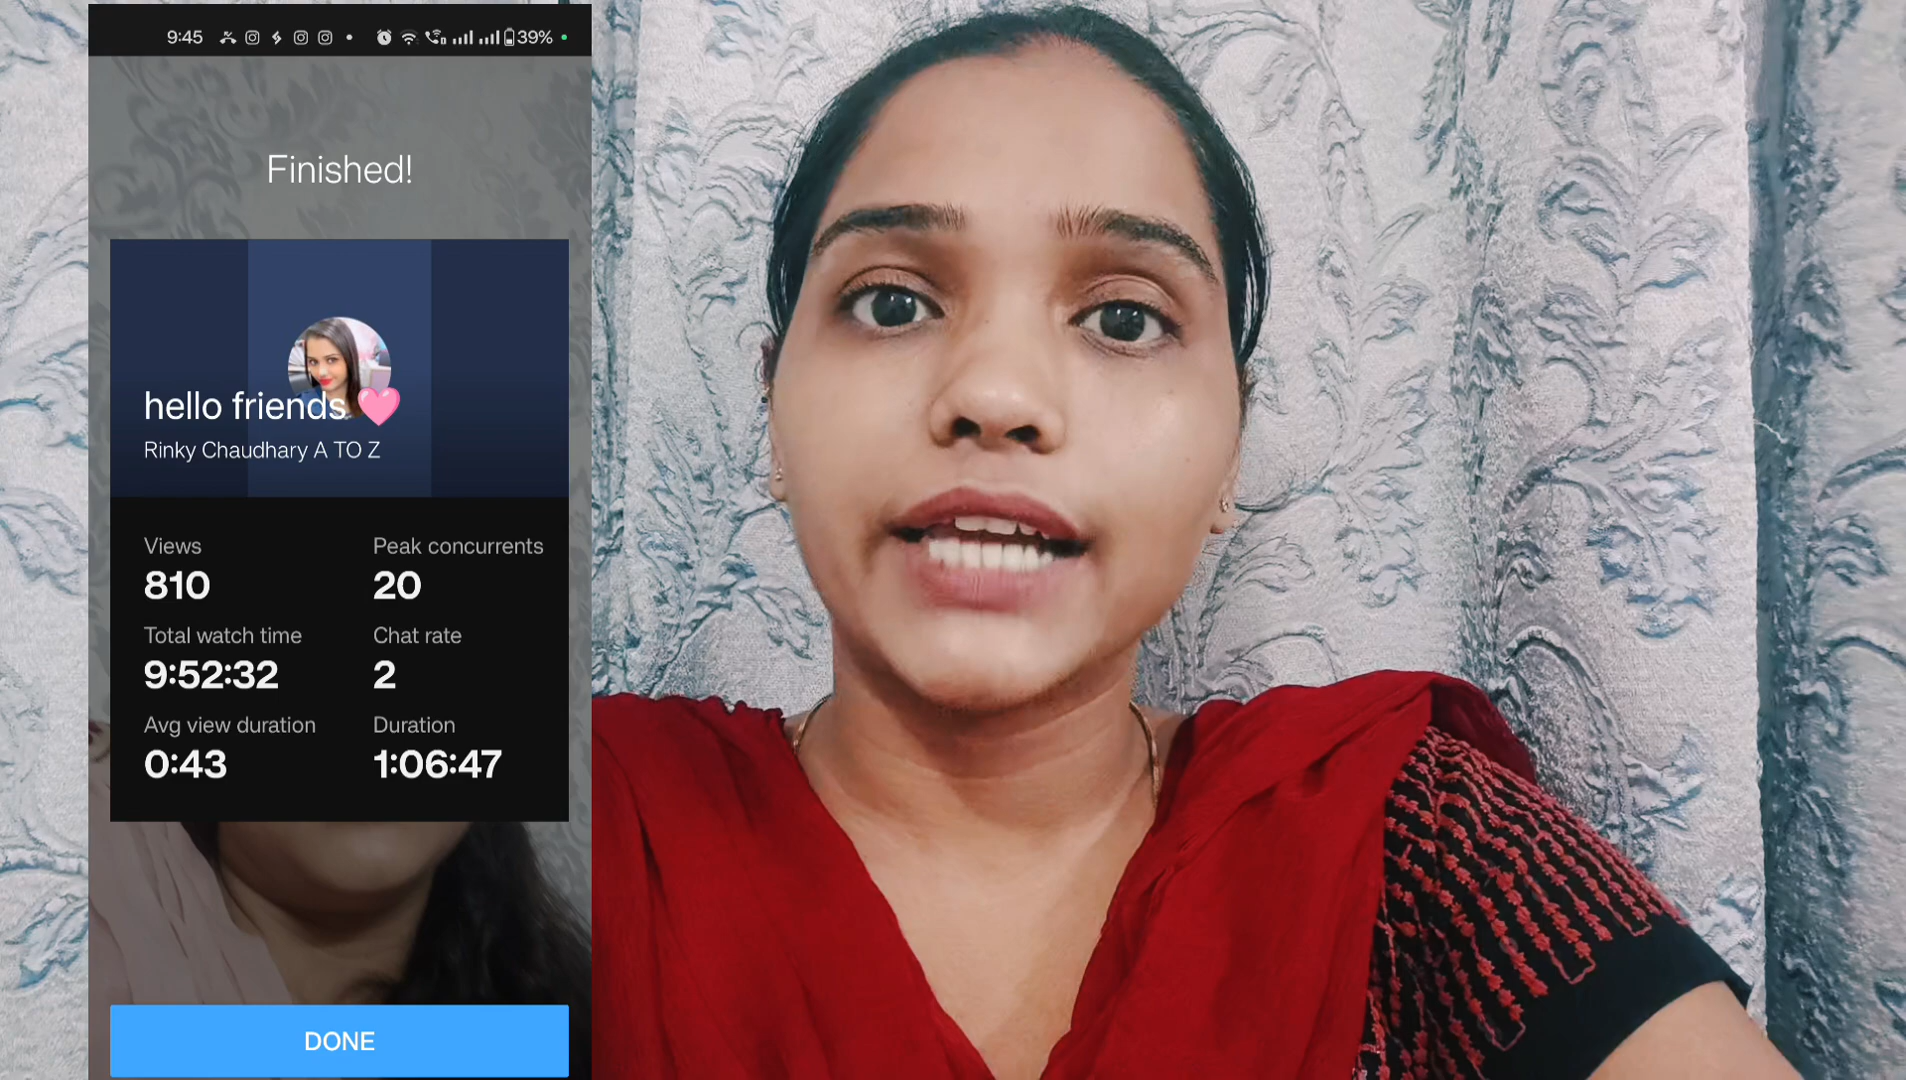 9:45 39%
Finished!
hello friends 🩷
Rinky Chaudhary A TO Z
Views Peak concurrents
810 20
Total watch time Chat rate
9:52:32 2
Avg view duration Duration
0:43 1:06:47
DONE